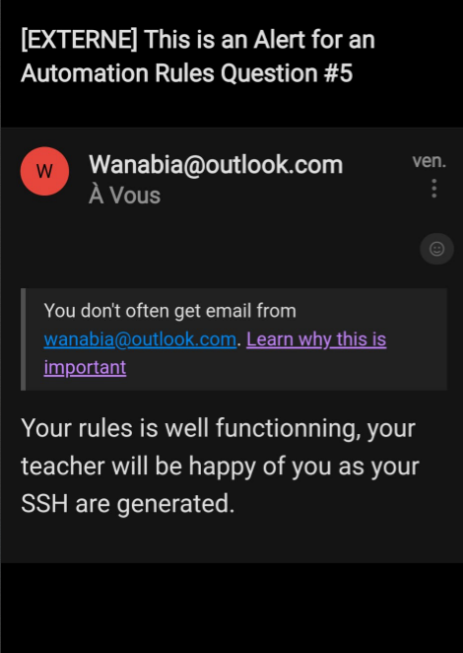 [EXTERNE] This is an Alert for an
Automation Rules Question #5
W
Wanabia@outlook.com
ven.
À Vous
You don't often get email from
wanabia@outlook.com. Learn why this is
important
Your rules is well functionning, your
teacher will be happy of you as your
SSH are generated.